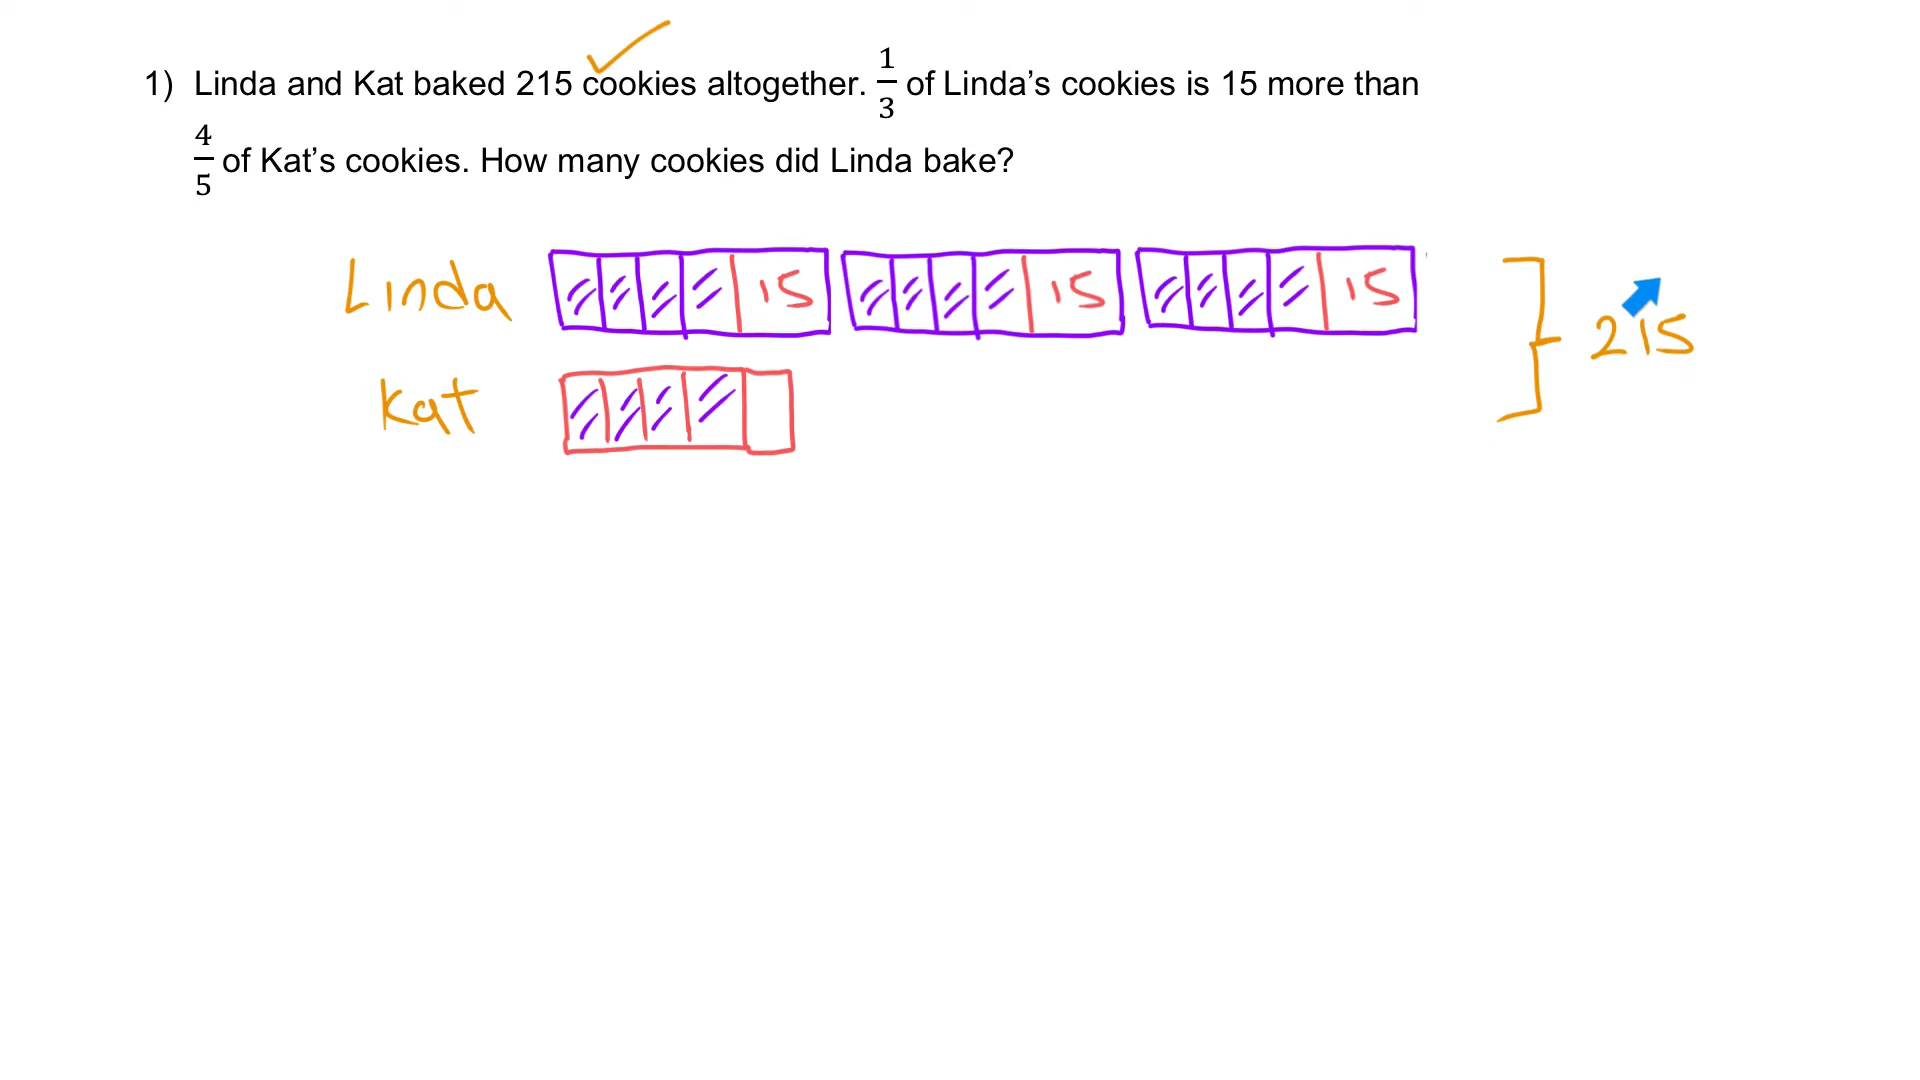 1) Linda and Kat baked 215 cookies altogether. 1/3 of Linda’s cookies is 15 more than
4/5 of Kat’s cookies. How many cookies did Linda bake?
Linda 15 15 15
Kat
215